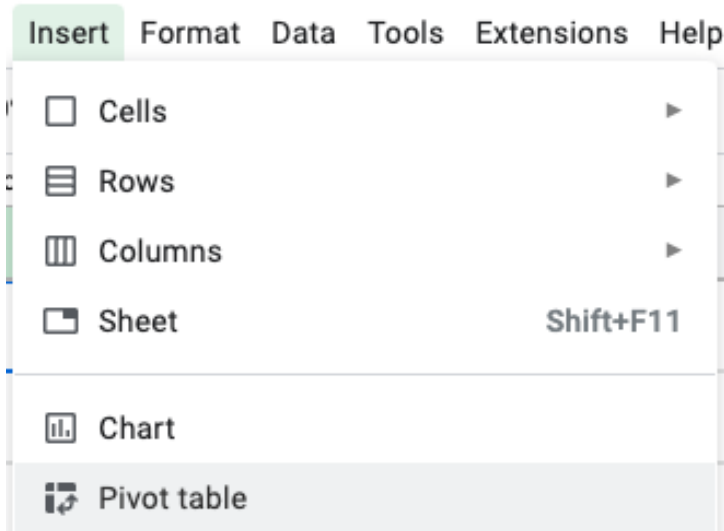 Insert Format Data Tools Extensions Help
Cells
Rows
Columns
Sheet Shift+F11
Chart
Pivot table